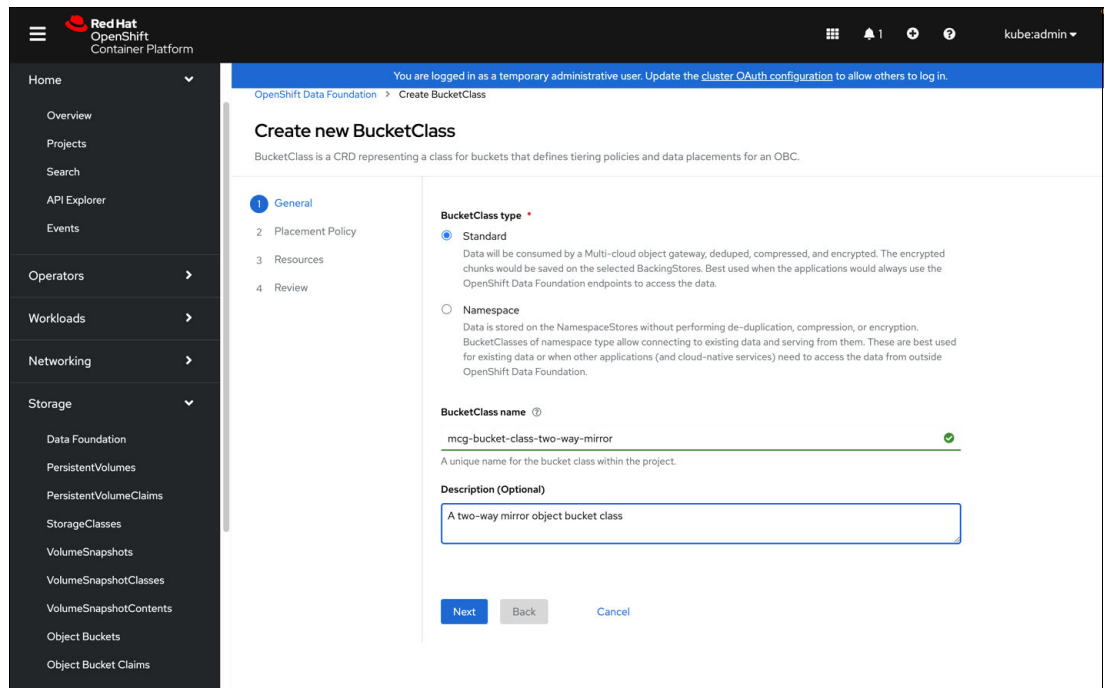 Red Hat
OpenShift
Container Platform
1
kube:admin
You are logged in as a temporary administrative user. Update the cluster OAuth configuration to allow others to log in.
Home
Overview
Projects
Search
API Explorer
Events
Operators
Workloads
Networking
Storage
Data Foundation
PersistentVolumes
PersistentVolumeClaims
StorageClasses
VolumeSnapshots
VolumeSnapshotClasses
VolumeSnapshotContents
Object Buckets
Object Bucket Claims
OpenShift Data Foundation > Create BucketClass
Create new BucketClass
BucketClass is a CRD representing a class for buckets that defines tiering policies and data placements for an OBC.
1 General
2 Placement Policy
3 Resources
4 Review
BucketClass type *
Standard
Data will be consumed by a Multi-cloud object gateway, deduped, compressed, and encrypted. The encrypted
chunks would be saved on the selected BackingStores. Best used when the applications would always use the
OpenShift Data Foundation endpoints to access the data.
Namespace
Data is stored on the NamespaceStores without performing de-duplication, compression, or encryption.
BucketClasses of namespace type allow connecting to existing data and serving from them. These are best used
for existing data or when other applications (and cloud-native services) need to access the data from outside
OpenShift Data Foundation.
BucketClass name
mcg-bucket-class-two-way-mirror
A unique name for the bucket class within the project.
Description (Optional)
A two-way mirror object bucket class
Next Back Cancel